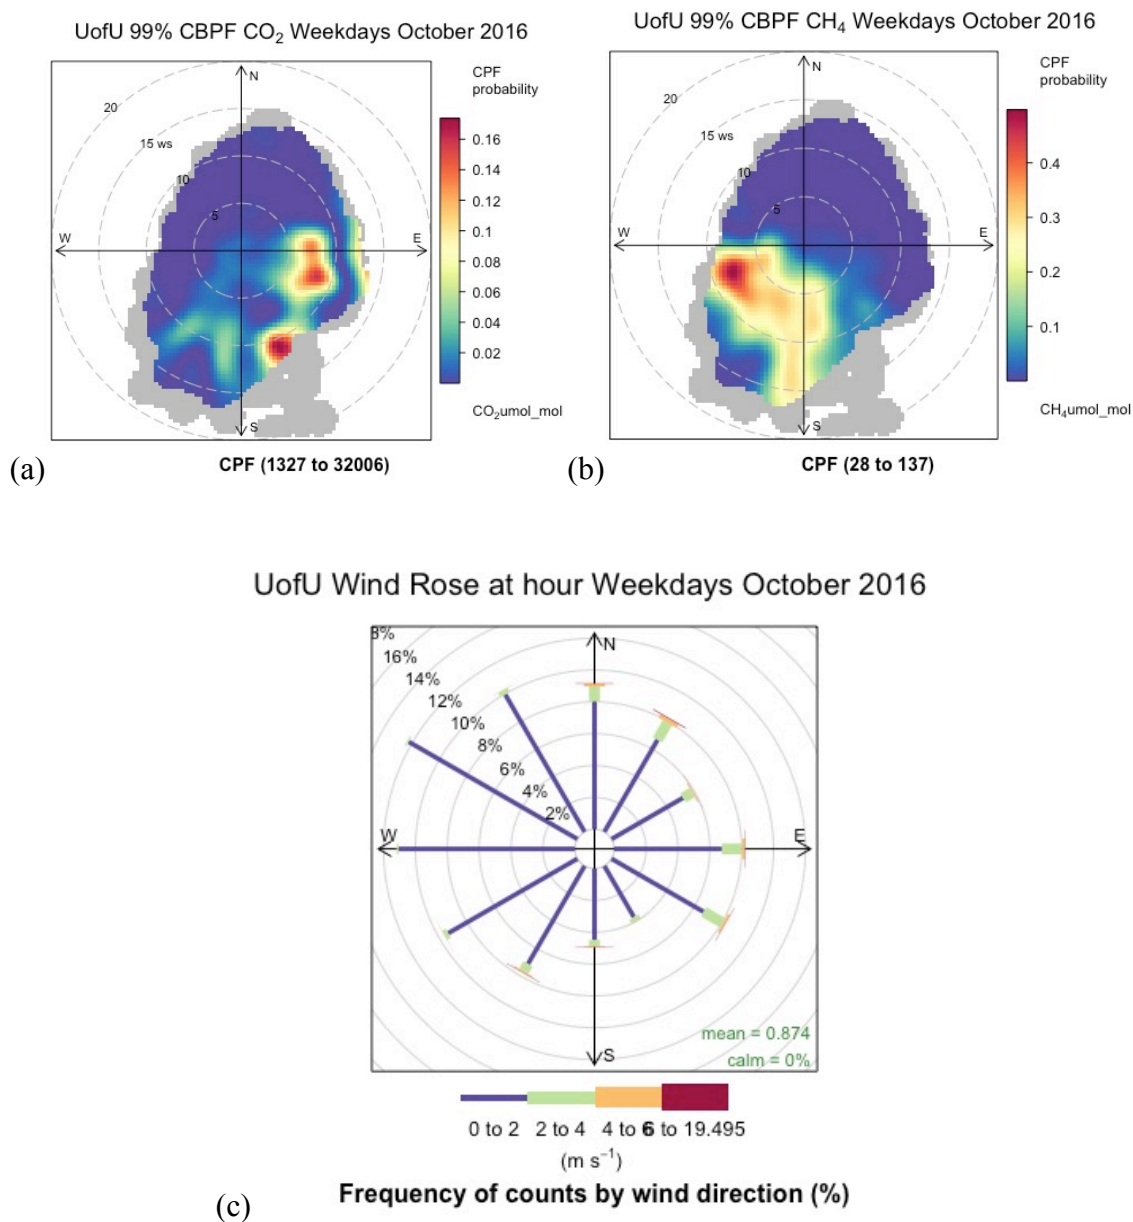 UofU 99% CBPF CO₂ Weekdays October 2016
N
20
15 ws
10
5
W
E
S
CPF
probability
0.16
0.14
0.12
0.1
0.08
0.06
0.04
0.02
CO₂umol_mol
(a)
CPF (1327 to 32006)
UofU 99% CBPF CH₄ Weekdays October 2016
N
20
15 ws
10
5
W
E
S
CPF
probability
0.4
0.3
0.2
0.1
CH₄umol_mol
(b)
CPF (28 to 137)
UofU Wind Rose at hour Weekdays October 2016
8%
16%
14%
12%
10%
8%
6%
4%
2%
N
W
E
S
mean = 0.874
calm = 0%
0 to 2 2 to 4 4 to 6 to 19.495
(m s⁻¹)
(c)
Frequency of counts by wind direction (%)